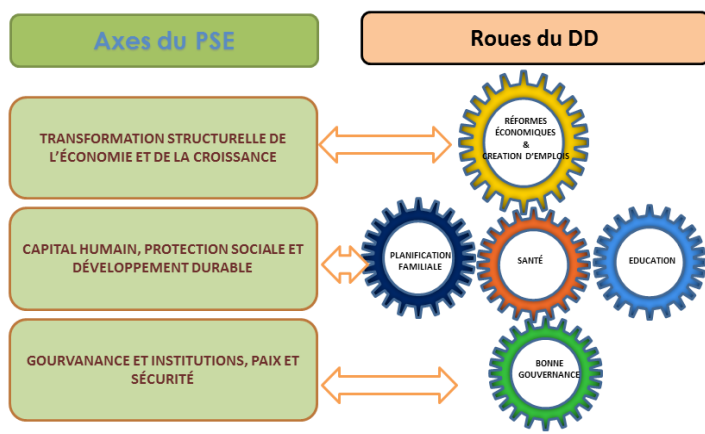 Axes du PSE
Roues du DD
TRANSFORMATION STRUCTURELLE DE
L'ÉCONOMIE ET DE LA CROISSANCE
RÉFORMES
ÉCONOMIQUES
&
CREATION D'EMPLOIS
CAPITAL HUMAIN, PROTECTION SOCIALE ET
DÉVELOPPEMENT DURABLE
PLANIFICATION
FAMILIALE
SANTÉ
EDUCATION
GOURVANANCE ET INSTITUTIONS, PAIX ET
SÉCURITÉ
BONNE
GOUVERNANCE